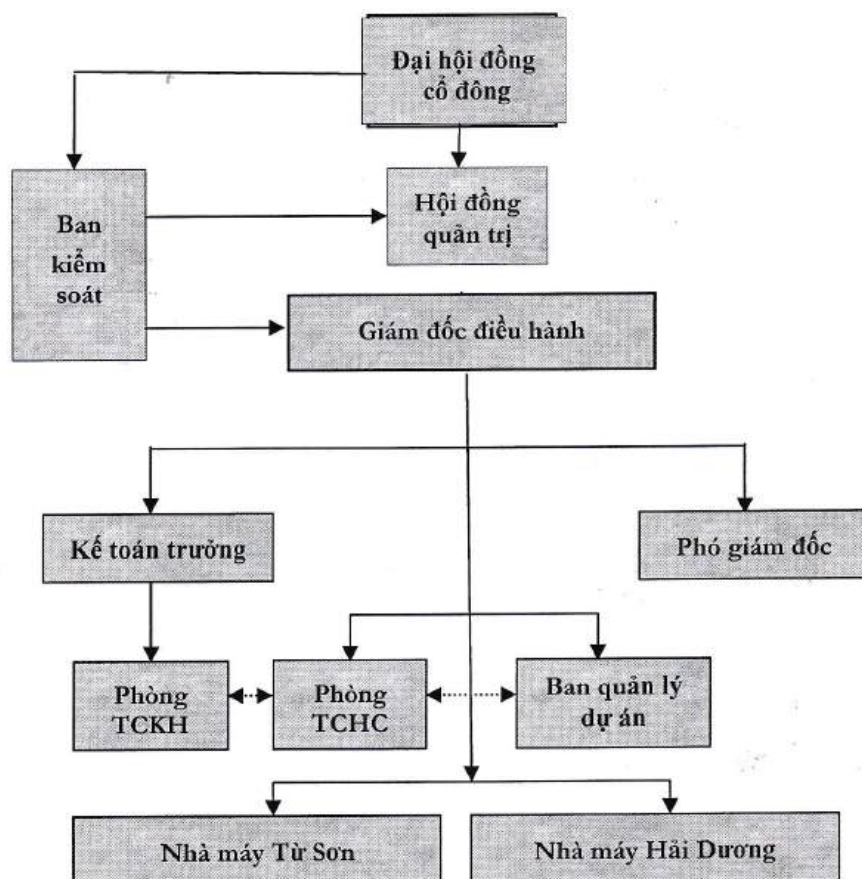 Đại hội đồng
cổ đông
Ban
kiểm
soát
Hội đồng
quản trị
Giám đốc điều hành
Kế toán trưởng
Phó giám đốc
Phòng
TCKH
Phòng
TCHC
Ban quản lý
dự án
Nhà máy Từ Sơn
Nhà máy Hải Dương